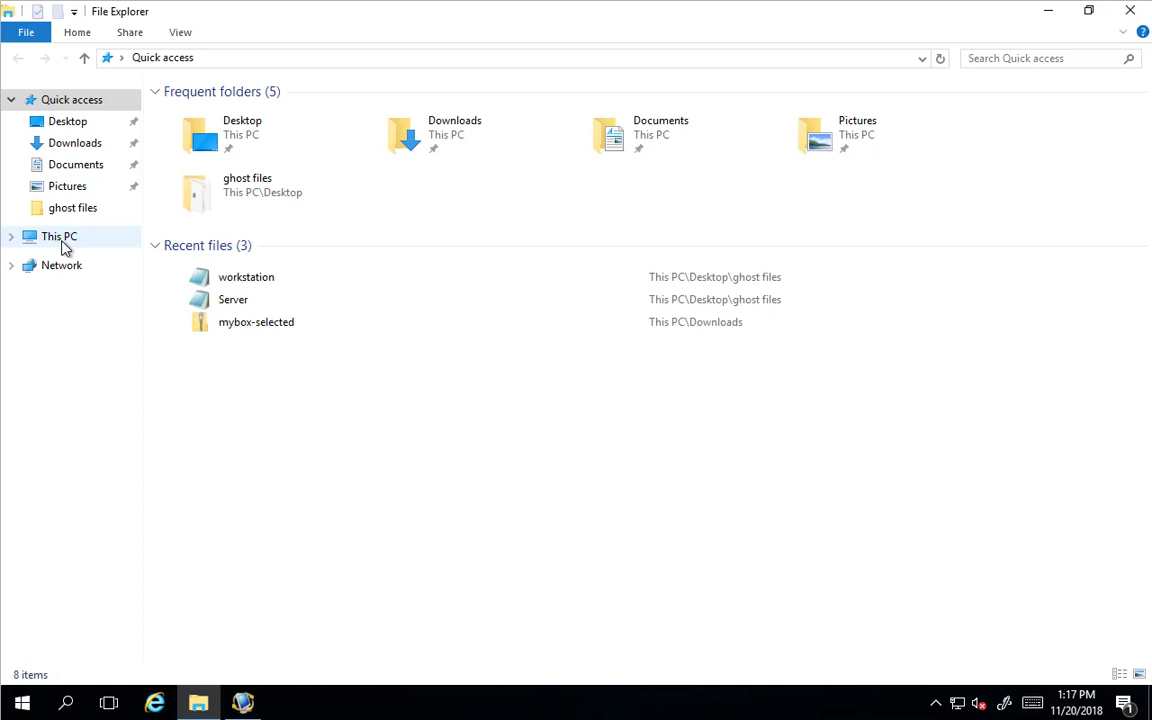 File Explorer
File Home Share View
Quick access
Search Quick access
Quick access
Desktop
Downloads
Documents
Pictures
ghost files
This PC
Network
Frequent folders (5)
Desktop
This PC
Downloads
This PC
Documents
This PC
Pictures
This PC
ghost files
This PC\Desktop
Recent files (3)
workstation This PC\Desktop\ghost files
Server This PC\Desktop\ghost files
mybox-selected This PC\Downloads
8 items
1:17 PM
11/20/2018
1